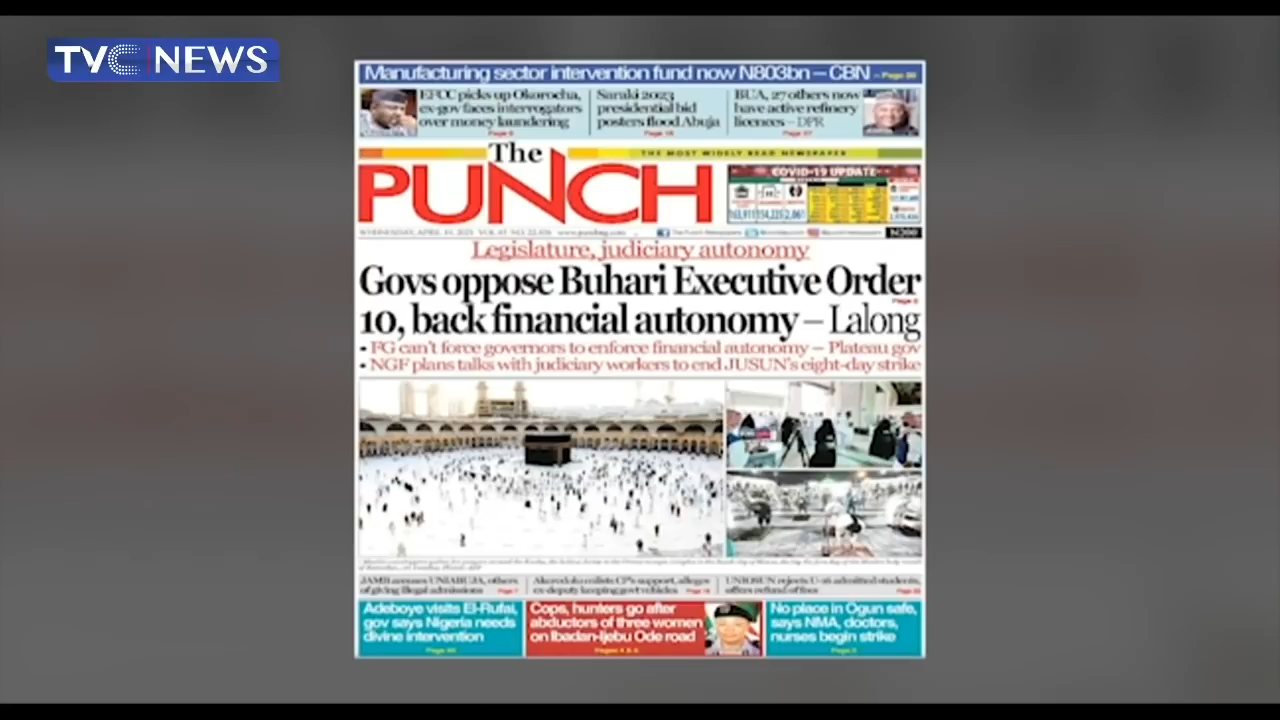 TVC NEWS
Manufacturing sector intervention fund now N803bn – CBN – Page 26
EFCC picks up Okorocha,
ex-gov faces interrogators
over money laundering
Saraki 2023
presidential bid
posters flood Abuja
BUA, 27 others now
have active refinery
licences – DPR
The
THE MOST WIDELY READ NEWSPAPER
PUNCH
COVID-19 UPDATE
WEDNESDAY, APRIL 14, 2021
N200
Legislature, judiciary autonomy
Govs oppose Buhari Executive Order
10, back financial autonomy – Lalong
• FG can't force governors to enforce financial autonomy – Plateau gov
• NGF plans talks with judiciary workers to end JUSUN's eight-day strike
JAMB accuses UNIABUJA, others
of giving illegal admissions
Akeredolu enlists CP's support, alleges
ex-deputy keeping govt vehicles
UNIOSUN rejects U-16 admitted students,
offers refund of fees
Adeboye visits El-Rufai,
gov says Nigeria needs
divine intervention
Cops, hunters go after
abductors of three women
on Ibadan-Ijebu Ode road
No place in Ogun safe,
says NMA, doctors,
nurses begin strike